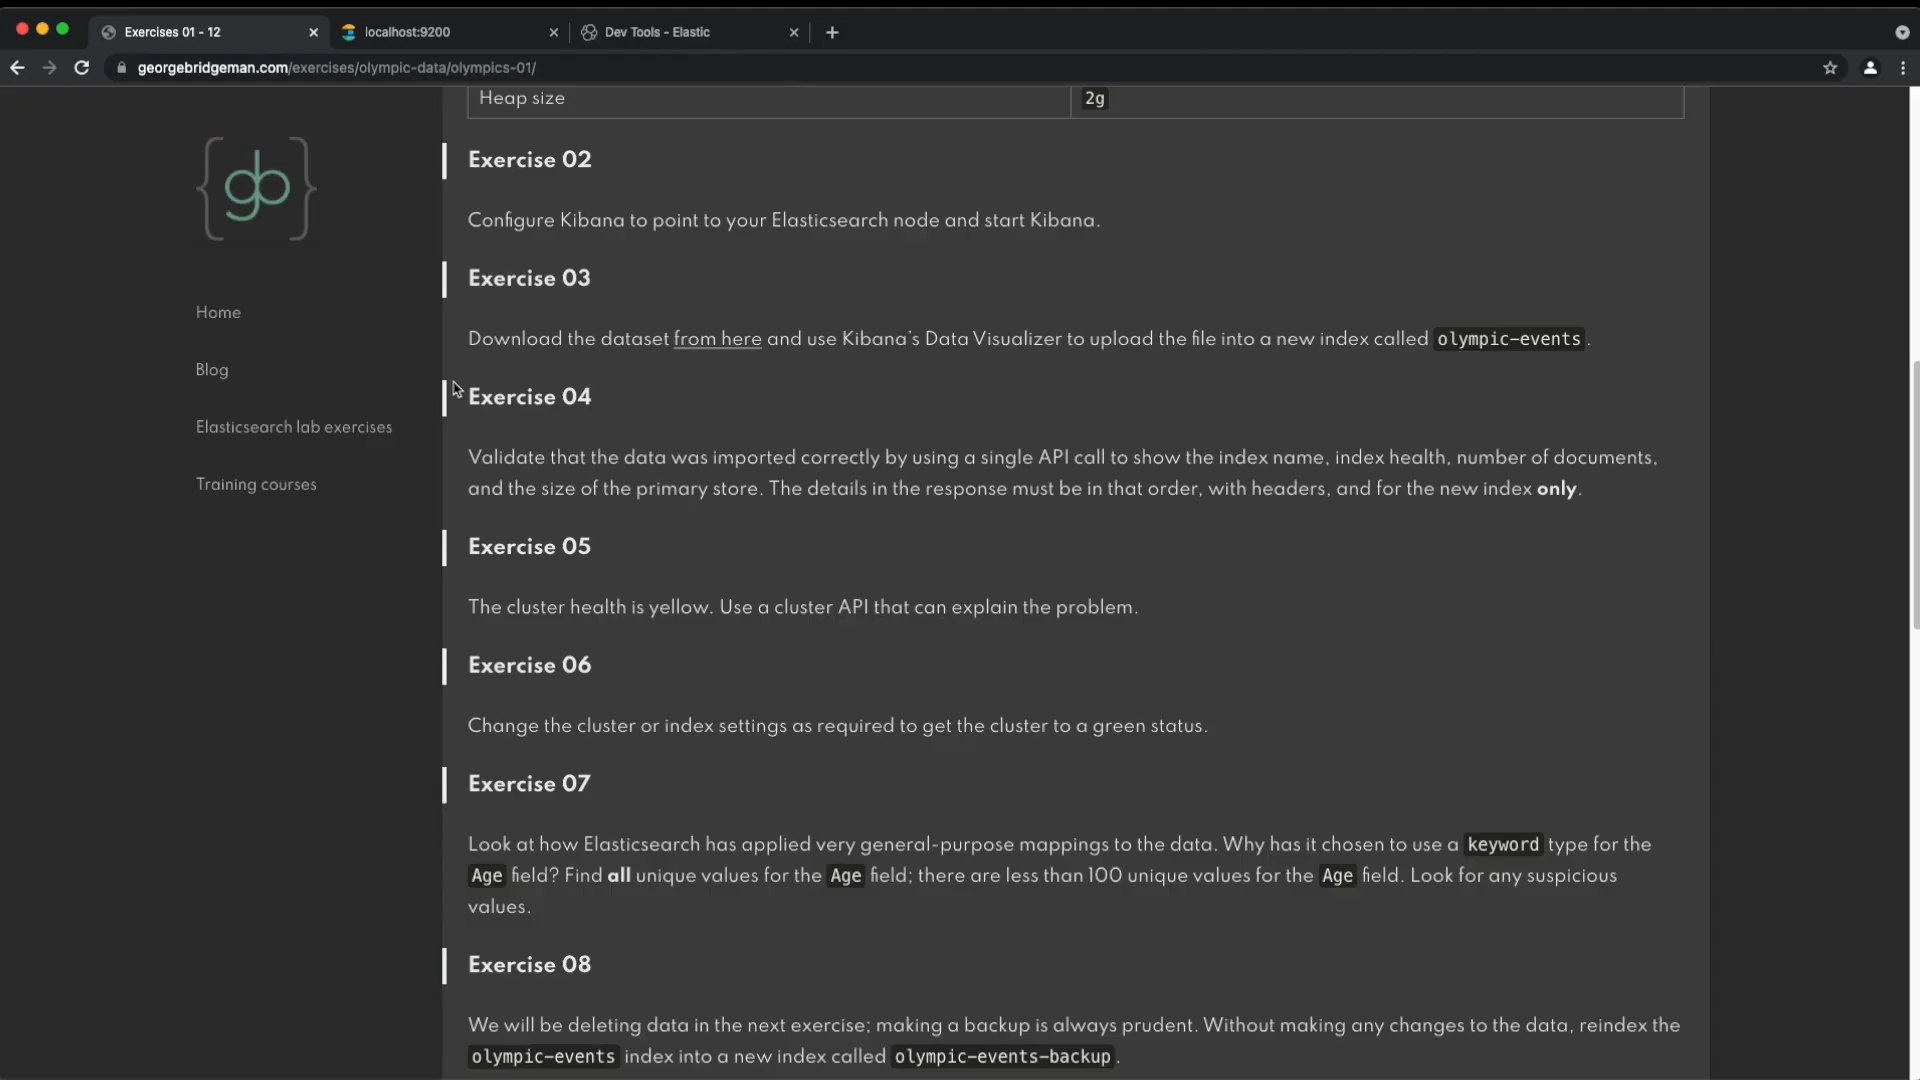 Exercises 01 - 12
localhost:9200
Dev Tools - Elastic
georgebridgeman.com/exercises/olympic-data/olympics-01/
Heap size
2g
gb
Home
Blog
Elasticsearch lab exercises
Training courses
Exercise 02
Configure Kibana to point to your Elasticsearch node and start Kibana.
Exercise 03
Download the dataset from here and use Kibana's Data Visualizer to upload the file into a new index called olympic-events.
Exercise 04
Validate that the data was imported correctly by using a single API call to show the index name, index health, number of documents,
and the size of the primary store. The details in the response must be in that order, with headers, and for the new index only.
Exercise 05
The cluster health is yellow. Use a cluster API that can explain the problem.
Exercise 06
Change the cluster or index settings as required to get the cluster to a green status.
Exercise 07
Look at how Elasticsearch has applied very general-purpose mappings to the data. Why has it chosen to use a keyword type for the
Age field? Find all unique values for the Age field; there are less than 100 unique values for the Age field. Look for any suspicious
values.
Exercise 08
We will be deleting data in the next exercise; making a backup is always prudent. Without making any changes to the data, reindex the
olympic-events index into a new index called olympic-events-backup.